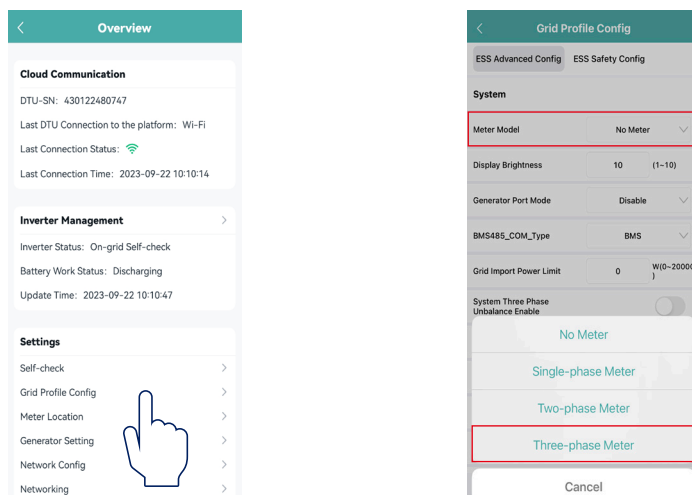 Overview
Cloud Communication
DTU-SN: 430122480747
Last DTU Connection to the platform: Wi-Fi
Last Connection Status:
Last Connection Time: 2023-09-22 10:10:14
Inverter Management
Inverter Status: On-grid Self-check
Battery Work Status: Discharging
Update Time: 2023-09-22 10:10:47
Settings
Self-check
Grid Profile Config
Meter Location
Generator Setting
Network Config
Networking
Grid Profile Config
ESS Advanced Config ESS Safety Config
System
Meter Model No Meter
Display Brightness 10 (1~10)
Generator Port Mode Disable
BMS485_COM_Type BMS
Grid Import Power Limit 0 W(0~20000
)
System Three Phase
Unbalance Enable
No Meter
Single-phase Meter
Two-phase Meter
Three-phase Meter
Cancel